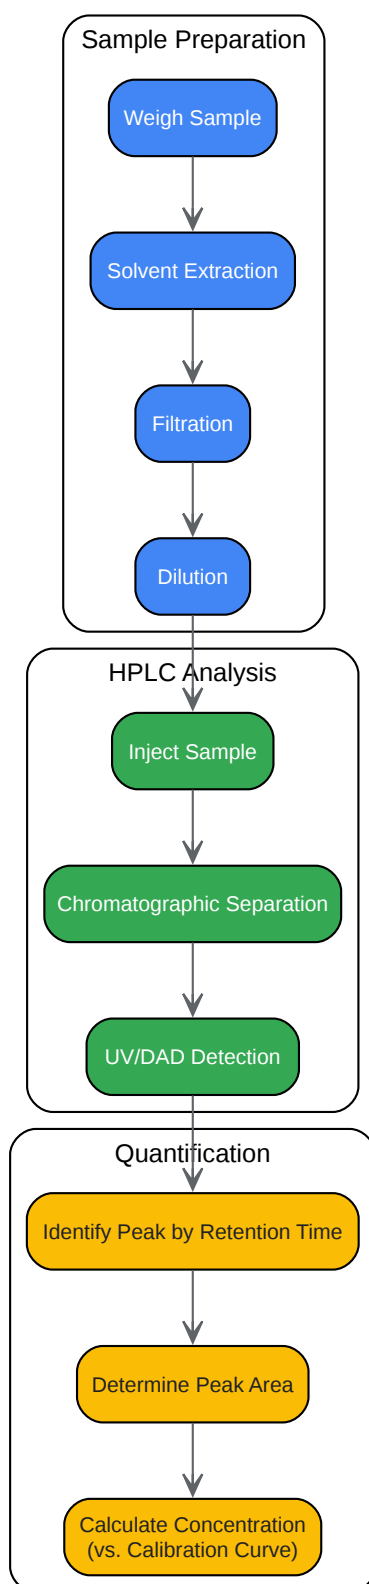 Sample Preparation
Weigh Sample
Solvent Extraction
Filtration
Dilution
HPLC Analysis
Inject Sample
Chromatographic Separation
UV/DAD Detection
Quantification
Identify Peak by Retention Time
Determine Peak Area
Calculate Concentration
(vs. Calibration Curve)